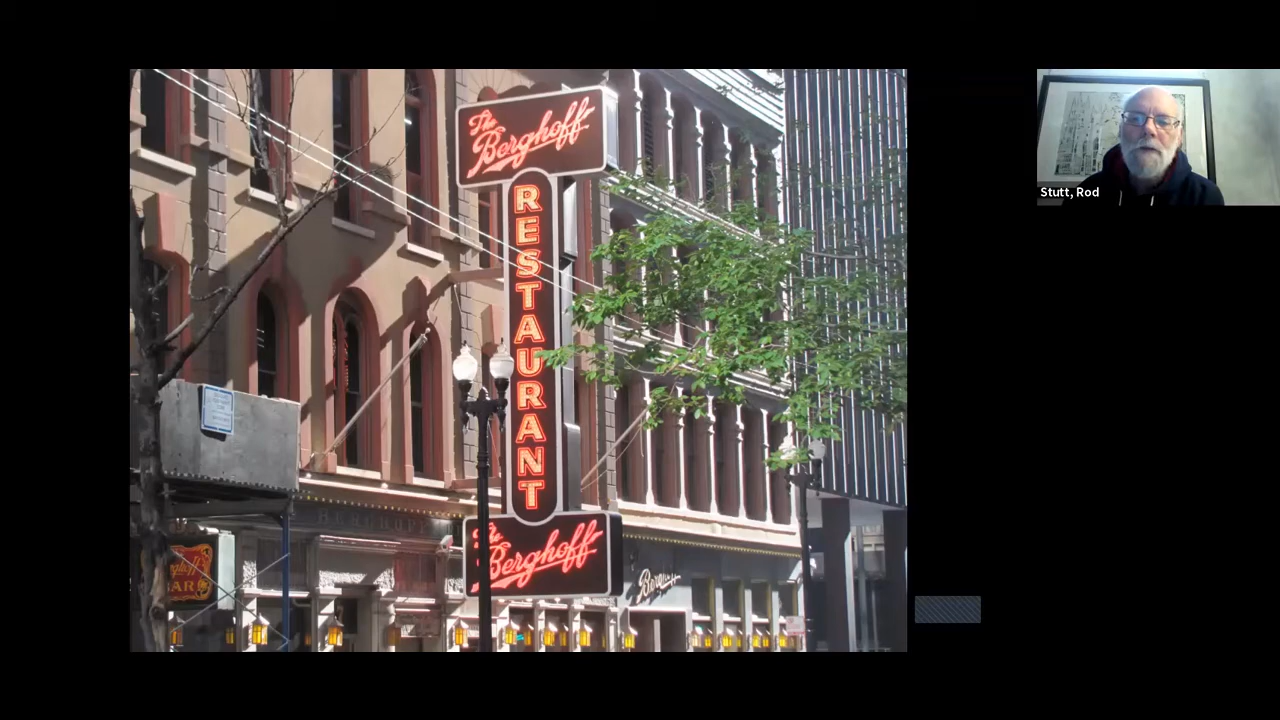 The
Berghoff
RESTAURANT
The
Berghoff
Berghoff
BAR
Stutt, Rod